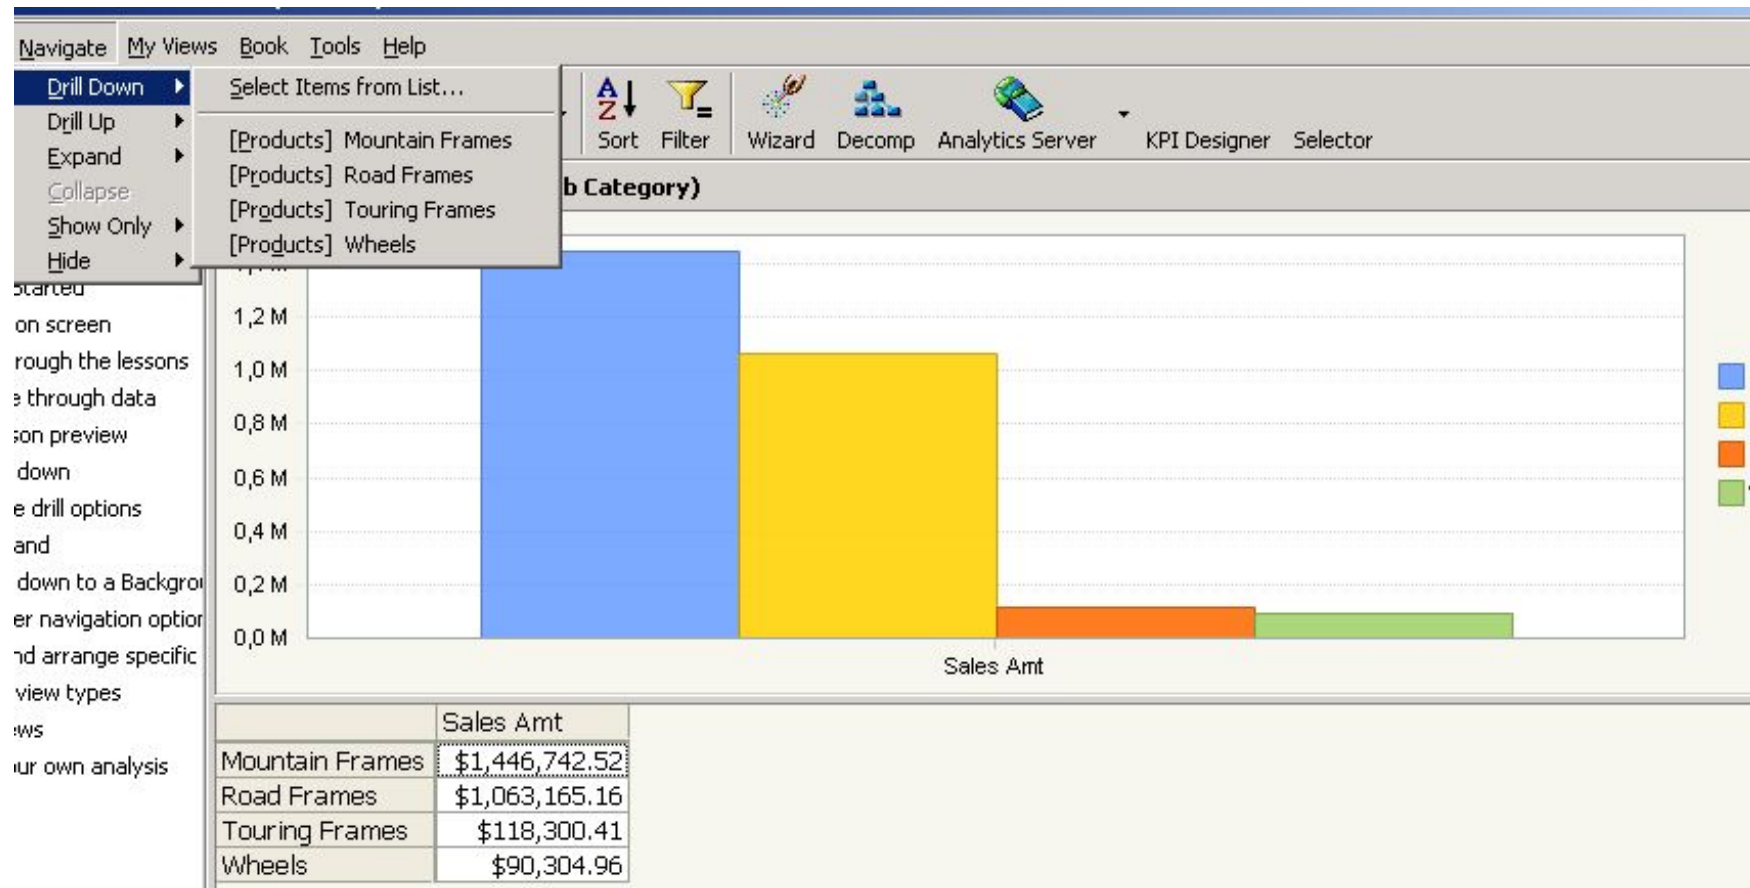 Navigate My Views Book Tools Help
Drill Down
Drill Up
Expand
Collapse
Show Only
Hide
Select Items from List...
[Products] Mountain Frames
[Products] Road Frames
[Products] Touring Frames
[Products] Wheels
Sort Filter Wizard Decomp Analytics Server KPI Designer Selector
b Category)
Started
on screen
rough the lessons
e through data
son preview
down
e drill options
and
down to a Backgrou
er navigation option
nd arrange specific
view types
ews
our own analysis
1,2 M
1,0 M
0,8 M
0,6 M
0,4 M
0,2 M
0,0 M
Sales Amt
Sales Amt
Mountain Frames $1,446,742.52
Road Frames $1,063,165.16
Touring Frames $118,300.41
Wheels $90,304.96